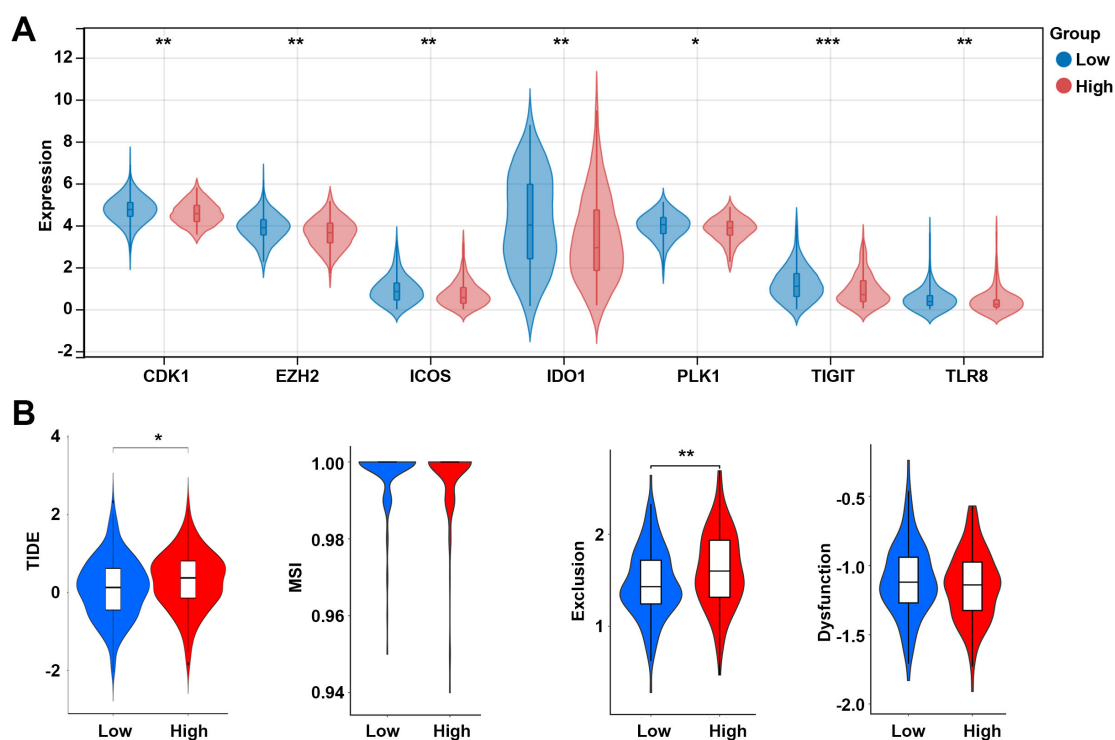 A
** ** ** ** * *** **
Group
Low
High
Expression
12
10
8
6
4
2
0
-2
CDK1 EZH2 ICOS IDO1 PLK1 TIGIT TLR8
B
TIDE
4
2
0
-2
*
Low High
MSI
1.00
0.98
0.96
0.94
Low High
Exclusion
2
1
**
Low High
Dysfunction
-0.5
-1.0
-1.5
-2.0
Low High